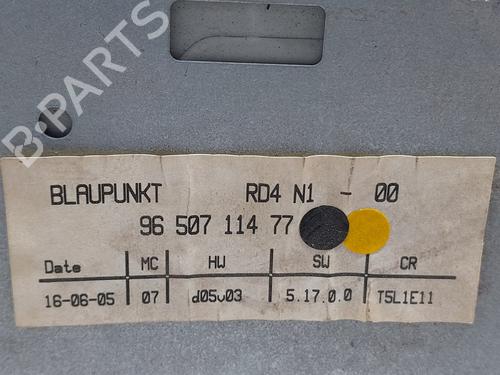 B-PARTS
BLAUPUNKT RD4 N1 - 00
96 507 114 77
Date MC HW SW CR
16-06-05 07 d05v03 5.17.0.0 T5L1E11